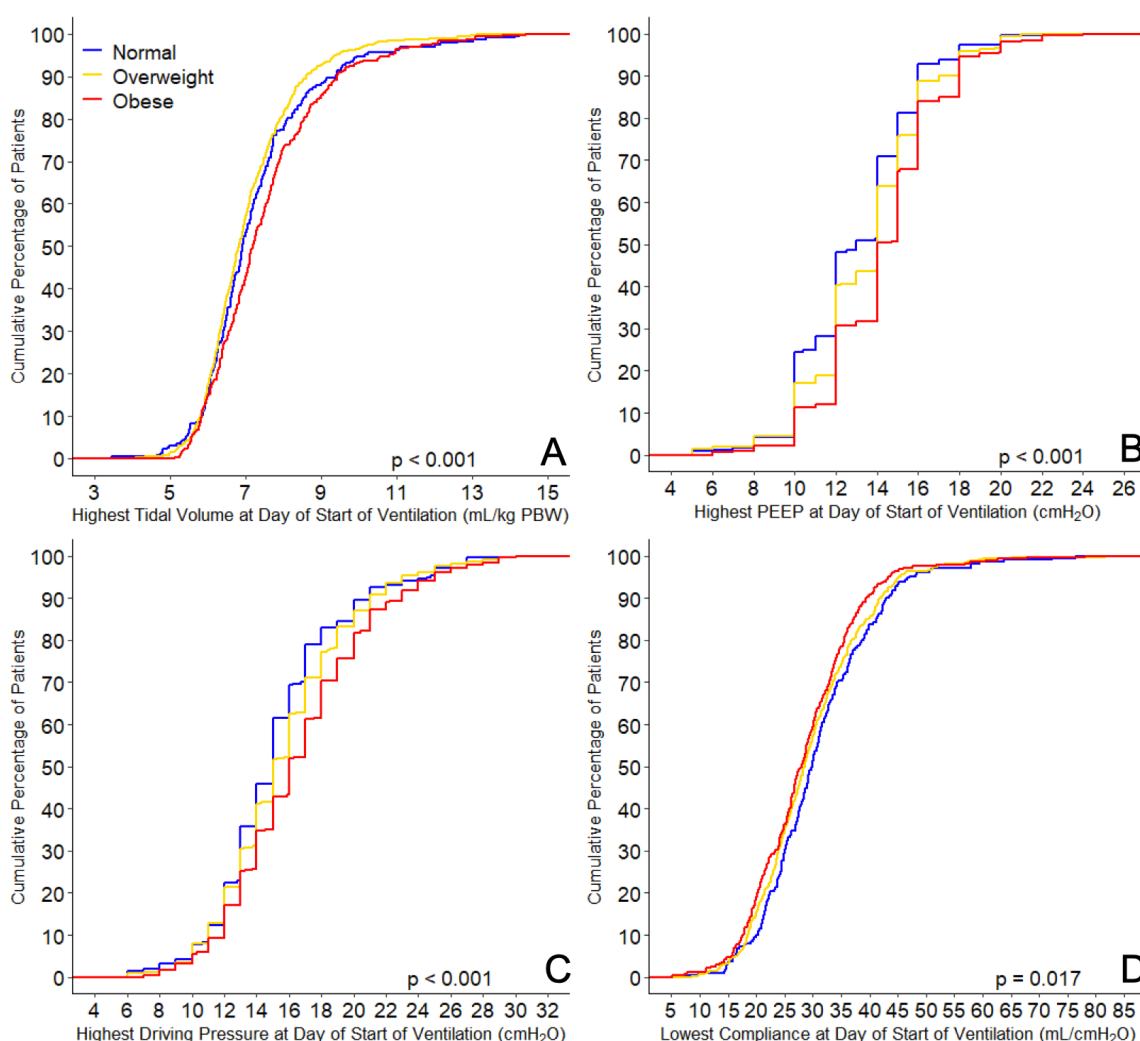 Cumulative Percentage of Patients
100
90
80
70
60
50
40
30
20
10
0
Normal
Overweight
Obese
p < 0.001
A
3 5 7 9 11 13 15
Highest Tidal Volume at Day of Start of Ventilation (mL/kg PBW)
Cumulative Percentage of Patients
100
90
80
70
60
50
40
30
20
10
0
p < 0.001
B
4 6 8 10 12 14 16 18 20 22 24 26
Highest PEEP at Day of Start of Ventilation (cmH₂O)
Cumulative Percentage of Patients
100
90
80
70
60
50
40
30
20
10
0
p < 0.001
C
4 6 8 10 12 14 16 18 20 22 24 26 28 30 32
Highest Driving Pressure at Day of Start of Ventilation (cmH₂O)
Cumulative Percentage of Patients
100
90
80
70
60
50
40
30
20
10
0
p = 0.017
D
5 10 15 20 25 30 35 40 45 50 55 60 65 70 75 80 85
Lowest Compliance at Day of Start of Ventilation (mL/cmH₂O)